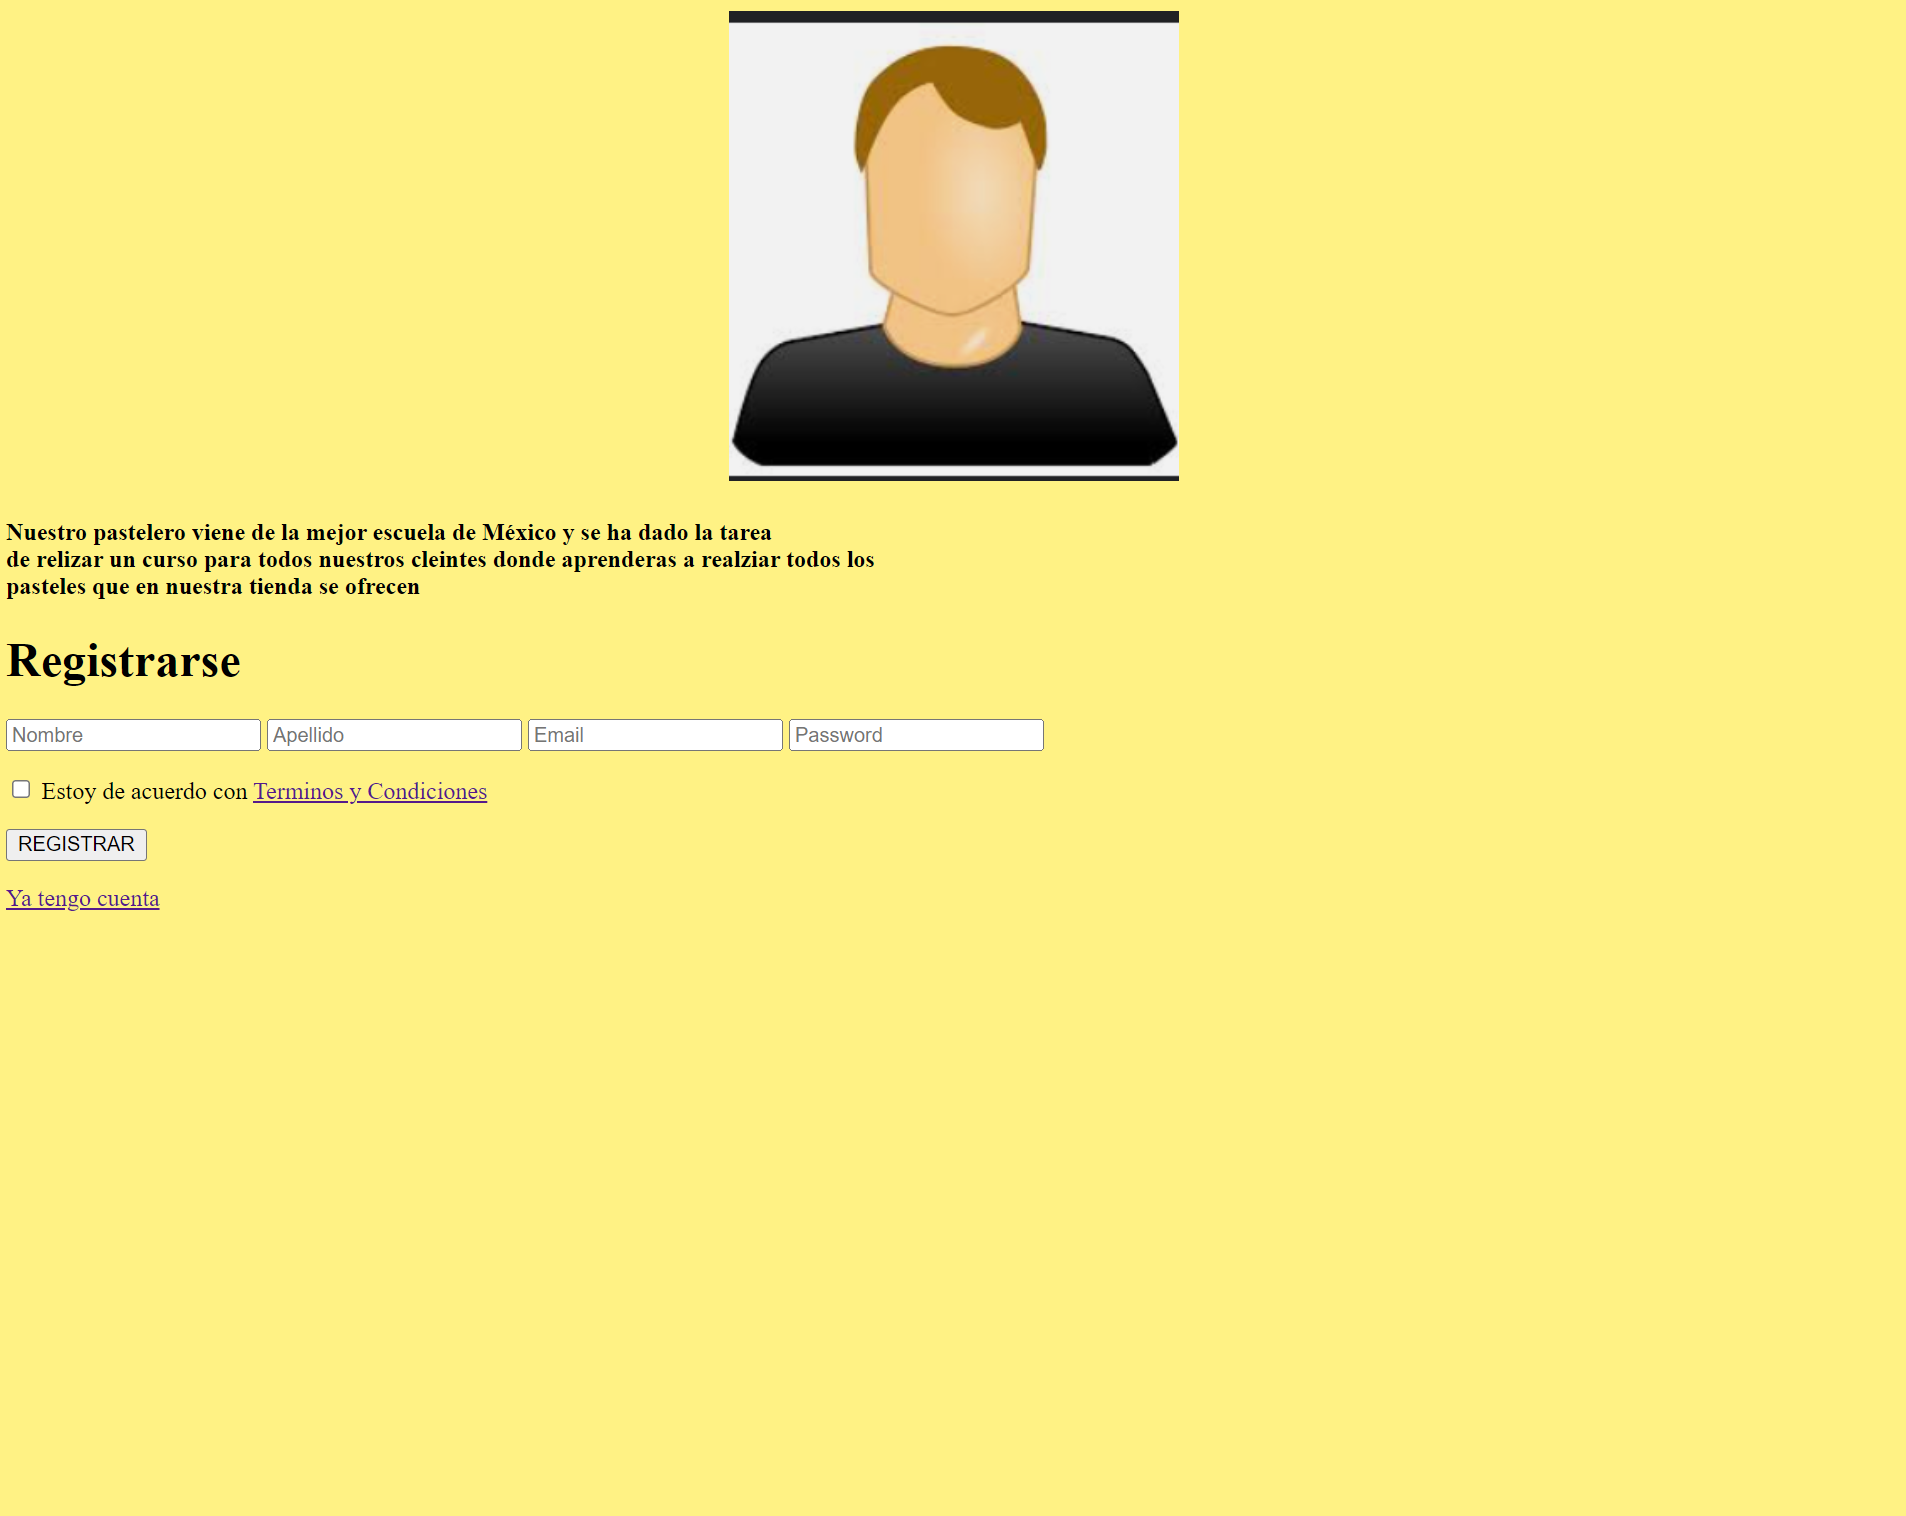 Nuestro pastelero viene de la mejor escuela de México y se ha dado la tarea
de relizar un curso para todos nuestros cleintes donde aprenderas a realziar todos los
pasteles que en nuestra tienda se ofrecen
Registrarse
Nombre Apellido Email Password
Estoy de acuerdo con Terminos y Condiciones
REGISTRAR
Ya tengo cuenta